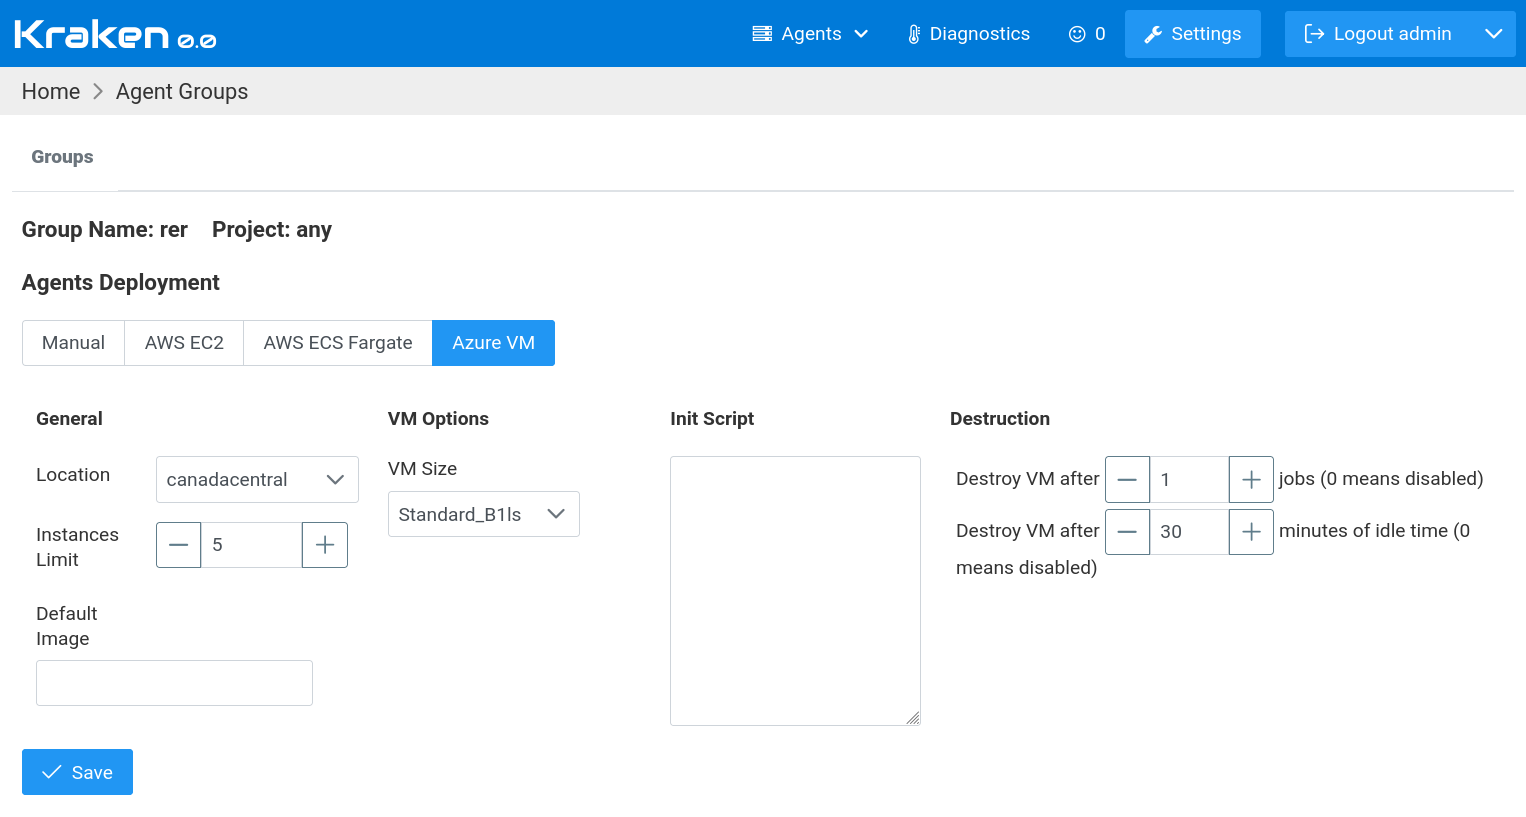 Kraken 0.0
Agents
Diagnostics
0
Settings
Logout admin
Home
Agent Groups
Groups
Group Name: rer Project: any
Agents Deployment
Manual
AWS EC2
AWS ECS Fargate
Azure VM
General
Location
canadacentral
Instances
Limit
5
Default
Image
VM Options
VM Size
Standard_B1ls
Init Script
Destruction
Destroy VM after 1 jobs (0 means disabled)
Destroy VM after 30 minutes of idle time (0
means disabled)
Save